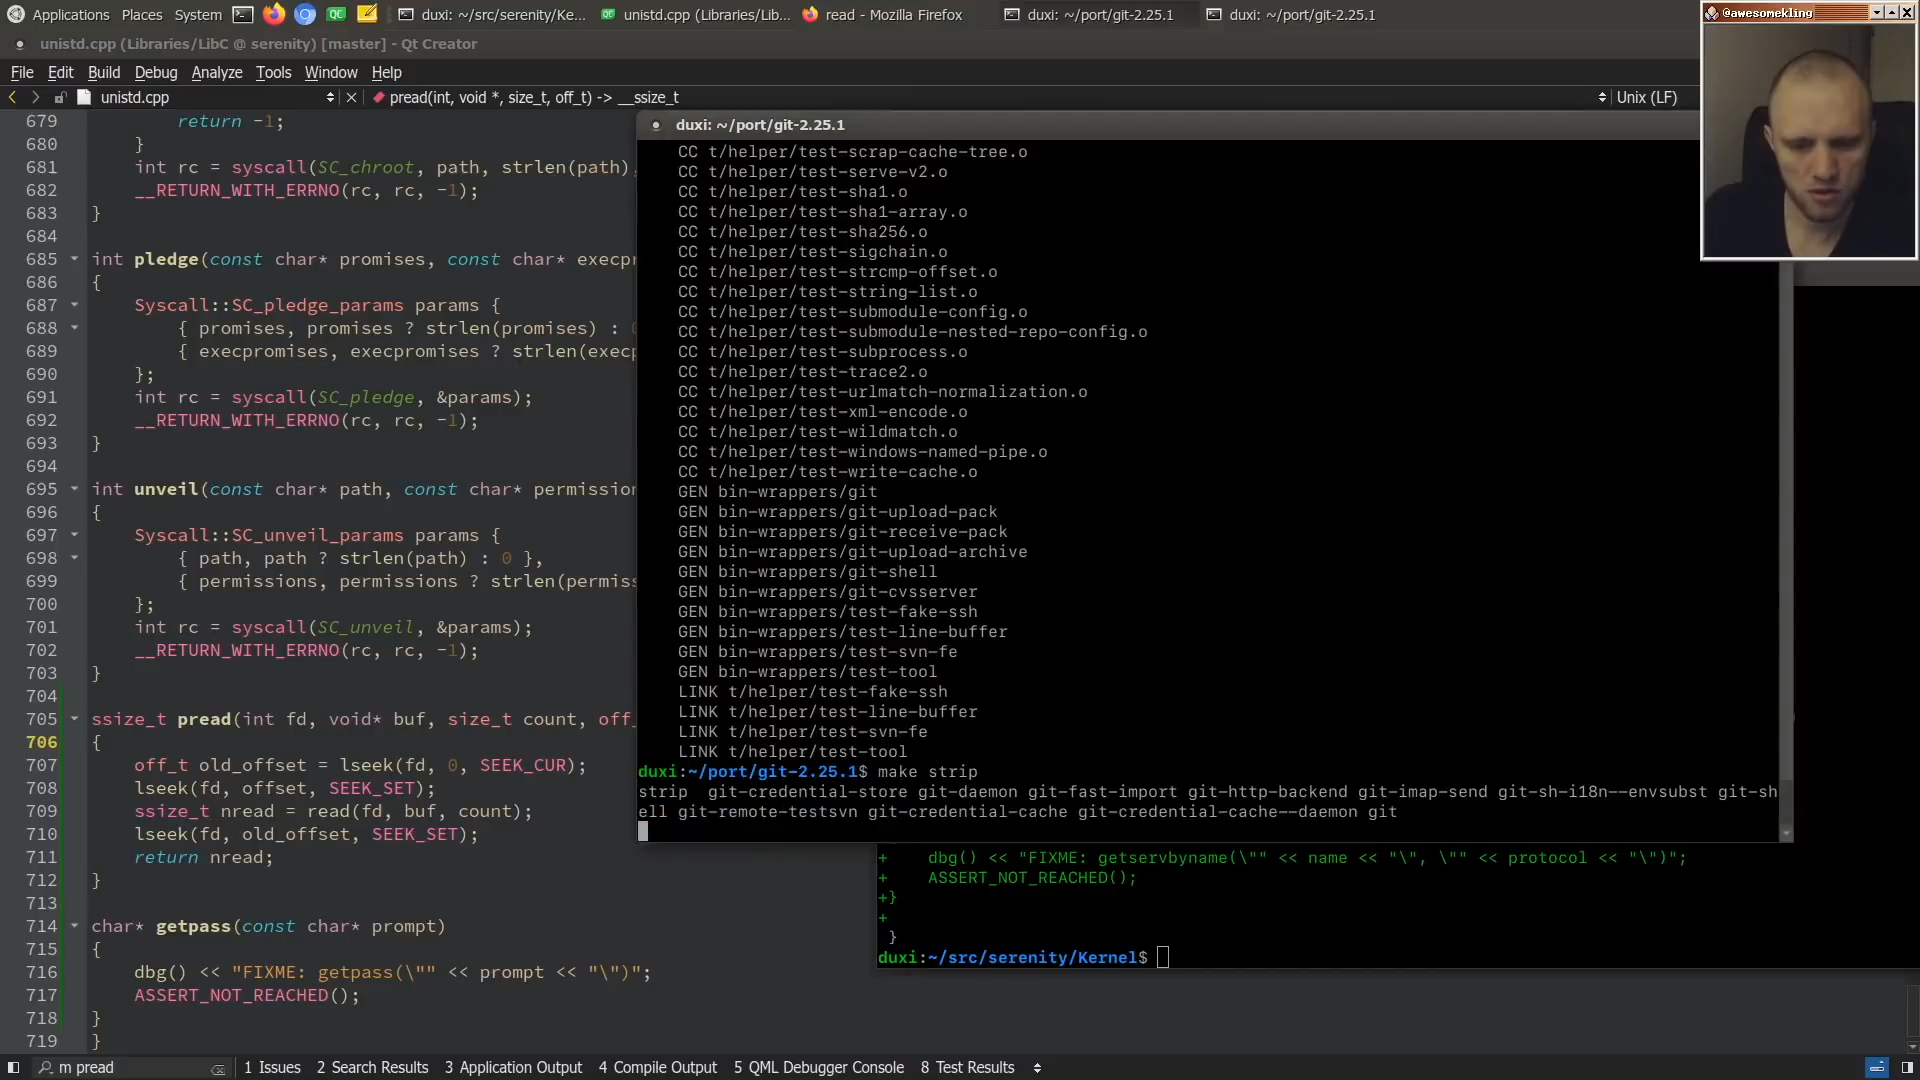 Applications Places System duxi: ~/src/serenity/Ke... unistd.cpp (Libraries/Lib... read - Mozilla Firefox duxi: ~/port/git-2.25.1 duxi: ~/port/git-2.25.1
@awesomekling
unistd.cpp (Libraries/LibC @ serenity) [master] - Qt Creator
File Edit Build Debug Analyze Tools Window Help
unistd.cpp pread(int, void *, size_t, off_t) -> __ssize_t Unix (LF)
679 return -1;
680 }
681 int rc = syscall(SC_chroot, path, strlen(path),
682 __RETURN_WITH_ERRNO(rc, rc, -1);
683 }
684
685 int pledge(const char* promises, const char* execpr
686 {
687 Syscall::SC_pledge_params params {
688 { promises, promises ? strlen(promises) : 0
689 { execpromises, execpromises ? strlen(execp
690 };
691 int rc = syscall(SC_pledge, &params);
692 __RETURN_WITH_ERRNO(rc, rc, -1);
693 }
694
695 int unveil(const char* path, const char* permission
696 {
697 Syscall::SC_unveil_params params {
698 { path, path ? strlen(path) : 0 },
699 { permissions, permissions ? strlen(permiss
700 };
701 int rc = syscall(SC_unveil, &params);
702 __RETURN_WITH_ERRNO(rc, rc, -1);
703 }
704
705 ssize_t pread(int fd, void* buf, size_t count, off_
706 {
707 off_t old_offset = lseek(fd, 0, SEEK_CUR);
708 lseek(fd, offset, SEEK_SET);
709 ssize_t nread = read(fd, buf, count);
710 lseek(fd, old_offset, SEEK_SET);
711 return nread;
712 }
713
714 char* getpass(const char* prompt)
715 {
716 dbg() << "FIXME: getpass(\"" << prompt << "\")";
717 ASSERT_NOT_REACHED();
718 }
719 }
duxi: ~/port/git-2.25.1
CC t/helper/test-scrap-cache-tree.o
CC t/helper/test-serve-v2.o
CC t/helper/test-sha1.o
CC t/helper/test-sha1-array.o
CC t/helper/test-sha256.o
CC t/helper/test-sigchain.o
CC t/helper/test-strcmp-offset.o
CC t/helper/test-string-list.o
CC t/helper/test-submodule-config.o
CC t/helper/test-submodule-nested-repo-config.o
CC t/helper/test-subprocess.o
CC t/helper/test-trace2.o
CC t/helper/test-urlmatch-normalization.o
CC t/helper/test-xml-encode.o
CC t/helper/test-wildmatch.o
CC t/helper/test-windows-named-pipe.o
CC t/helper/test-write-cache.o
GEN bin-wrappers/git
GEN bin-wrappers/git-upload-pack
GEN bin-wrappers/git-receive-pack
GEN bin-wrappers/git-upload-archive
GEN bin-wrappers/git-shell
GEN bin-wrappers/git-cvsserver
GEN bin-wrappers/test-fake-ssh
GEN bin-wrappers/test-line-buffer
GEN bin-wrappers/test-svn-fe
GEN bin-wrappers/test-tool
LINK t/helper/test-fake-ssh
LINK t/helper/test-line-buffer
LINK t/helper/test-svn-fe
LINK t/helper/test-tool
duxi:~/port/git-2.25.1$ make strip
strip git-credential-store git-daemon git-fast-import git-http-backend git-imap-send git-sh-i18n--envsubst git-sh
ell git-remote-testsvn git-credential-cache git-credential-cache--daemon git
+ dbg() << "FIXME: getservbyname(\"" << name << "\", \"" << protocol << "\")";
+ ASSERT_NOT_REACHED();
+}
+
}
duxi:~/src/serenity/Kernel$
m pread 1 Issues 2 Search Results 3 Application Output 4 Compile Output 5 QML Debugger Console 8 Test Results